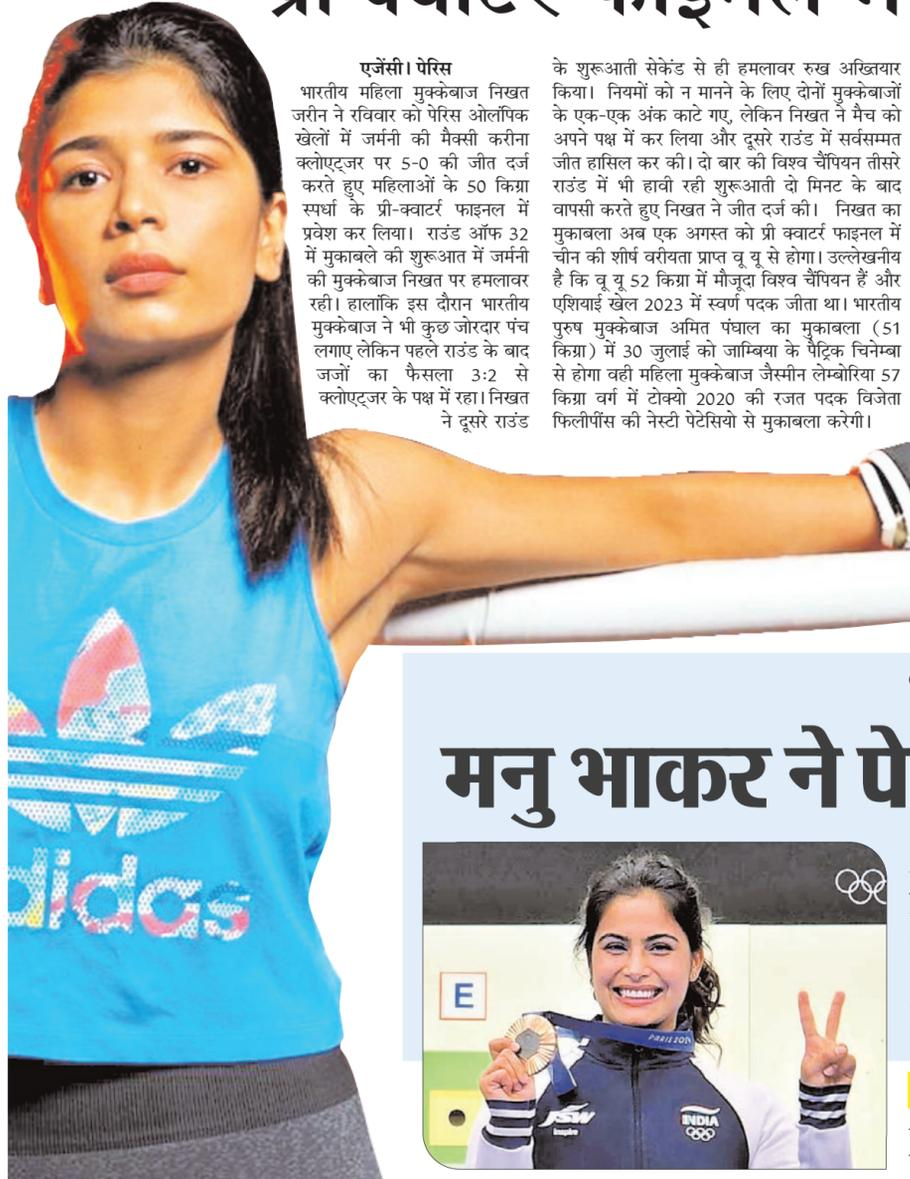 प्री क्वार्टर फाइनल में
एजेंसी। पेरिस
भारतीय महिला मुक्केबाज निखत
जरीन ने रविवार को पेरिस ओलंपिक
खेलों में जर्मनी की मैक्सी करीना
क्लोएट्जर पर 5-0 की जीत दर्ज
करते हुए महिलाओं के 50 किग्रा
स्पर्धा के प्री-क्वार्टर फाइनल में
प्रवेश कर लिया। राउंड ऑफ 32
में मुकाबले की शुरूआत में जर्मनी
की मुक्केबाज निखत पर हमलावर
रही। हालांकि इस दौरान भारतीय
मुक्केबाज ने भी कुछ जोरदार पंच
लगाए लेकिन पहले राउंड के बाद
जजों का फैसला 3:2 से
क्लोएट्जर के पक्ष में रहा। निखत
ने दूसरे राउंड
के शुरूआती सेकेंड से ही हमलावर रुख अख्तियार
किया। नियमों को न मानने के लिए दोनों मुक्केबाजों
के एक-एक अंक काटे गए, लेकिन निखत ने मैच को
अपने पक्ष में कर लिया और दूसरे राउंड में सर्वसम्मत
जीत हासिल कर की। दो बार की विश्व चैंपियन तीसरे
राउंड में भी हावी रही शुरूआती दो मिनट के बाद
वापसी करते हुए निखत ने जीत दर्ज की। निखत का
मुकाबला अब एक अगस्त को प्री क्वार्टर फाइनल में
चीन की शीर्ष वरीयता प्राप्त वू यू से होगा। उल्लेखनीय
है कि वू यू 52 किग्रा में मौजूदा विश्व चैंपियन हैं और
एशियाई खेल 2023 में स्वर्ण पदक जीता था। भारतीय
पुरुष मुक्केबाज अमित पंघाल का मुकाबला (51
किग्रा) में 30 जुलाई को जाम्बिया के पैट्रिक चिनेम्बा
से होगा वही महिला मुक्केबाज जैस्मीन लेम्बोरिया 57
किग्रा वर्ग में टोक्यो 2020 की रजत पदक विजेता
फिलीपींस की नेस्टी पेटेसियो से मुकाबला करेगी।
adidas
मनु भाकर ने पे
E
PARIS 2024
JSW
Inspire
INDIA